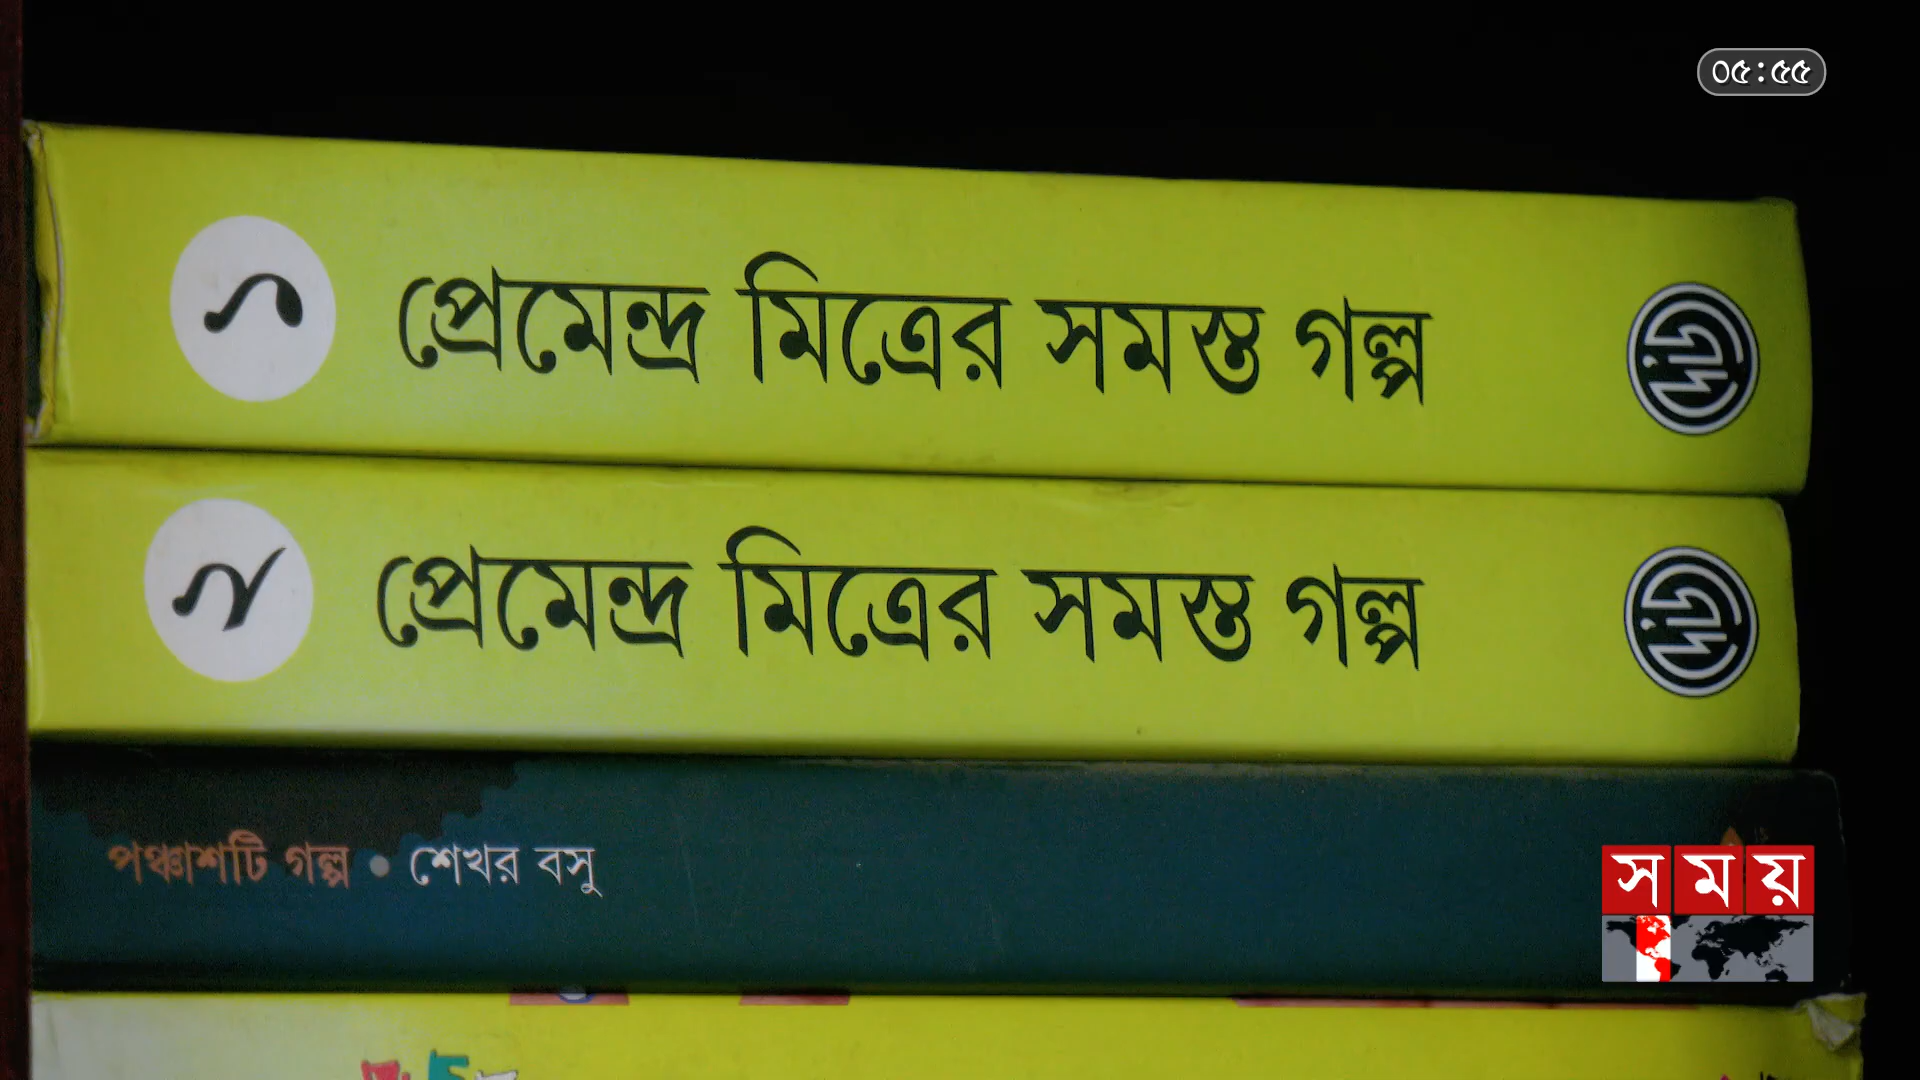 ০৫:৫৫
১ প্রেমেন্দ্র মিত্রের সমস্ত গল্প
২ প্রেমেন্দ্র মিত্রের সমস্ত গল্প
পঞ্চাশটি গল্প • শেখর বসু
সময়